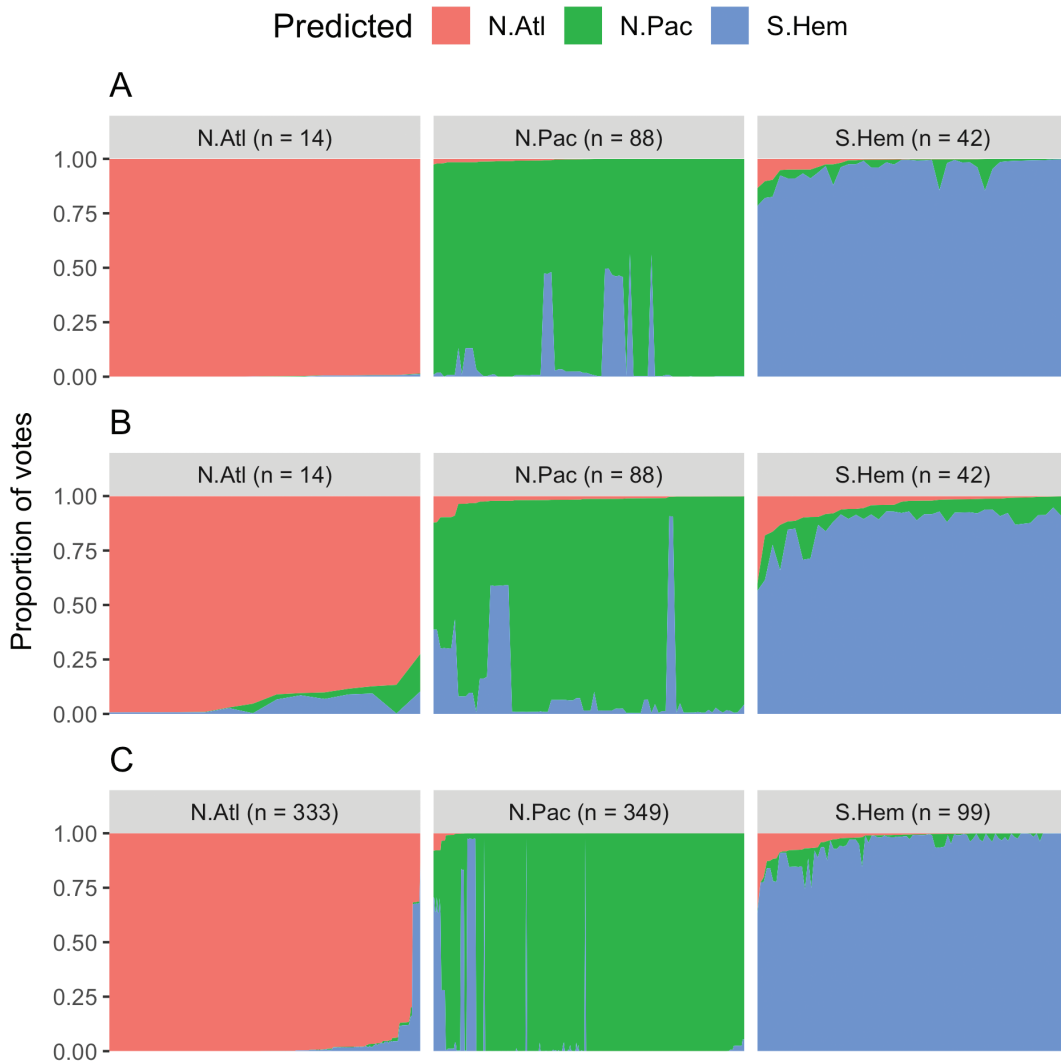 Predicted N.Atl N.Pac S.Hem
A
N.Atl (n = 14) N.Pac (n = 88) S.Hem (n = 42)
1.00
0.75
0.50
0.25
0.00
Proportion of votes
B
N.Atl (n = 14) N.Pac (n = 88) S.Hem (n = 42)
1.00
0.75
0.50
0.25
0.00
C
N.Atl (n = 333) N.Pac (n = 349) S.Hem (n = 99)
1.00
0.75
0.50
0.25
0.00